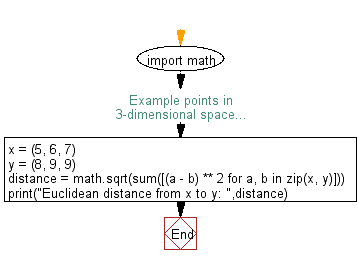 import math
Example points in
3-dimensional space...
x = (5, 6, 7)
y = (8, 9, 9)
distance = math.sqrt(sum([(a - b) ** 2 for a, b in zip(x, y)]))
print("Euclidean distance from x to y: ",distance)
End